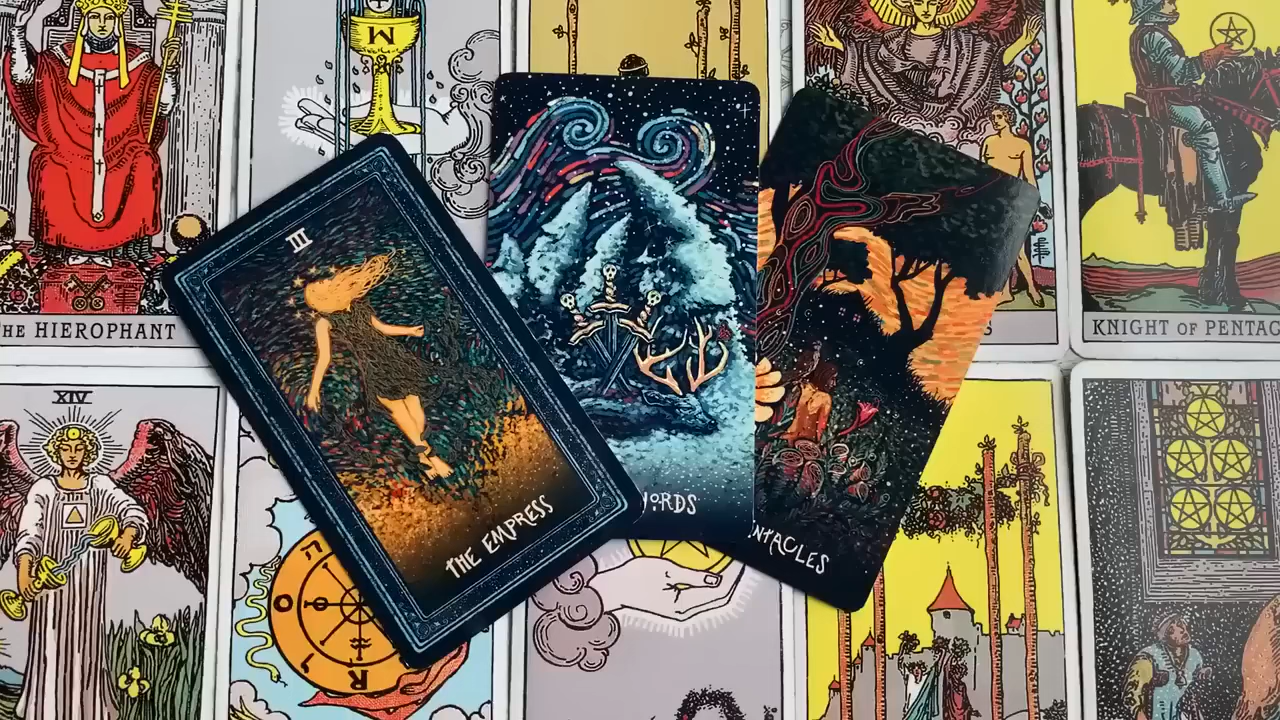 THE HIEROPHANT
KNIGHT OF PENTAC
III
THE EMPRESS
ORDS
NTACLES
XIV